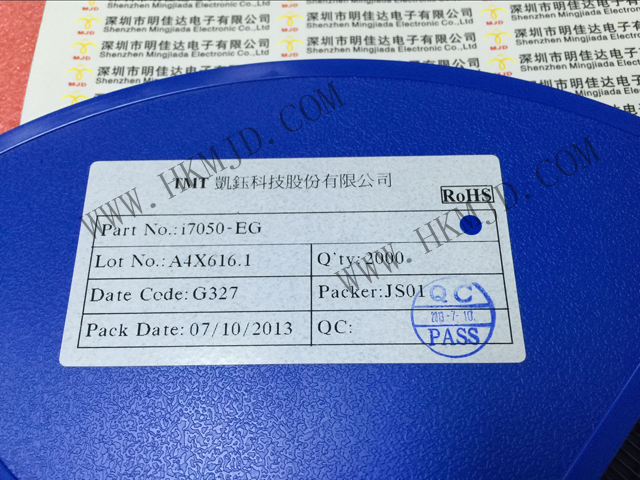 深圳市明佳达电子有限公司
Shenzhen Mingjiada Electronic Co.,Ltd.
MJD
WWW.HKMJD.COM
WWW.HKMJD.COM
TMT 凱鈺科技股份有限公司
RoHS
Part No.: i7050-EG
Lot No.: A4X616.1
Q'ty: 2000
Date Code: G327
Packer: JS01
Pack Date: 07/10/2013
QC:
QC
PASS